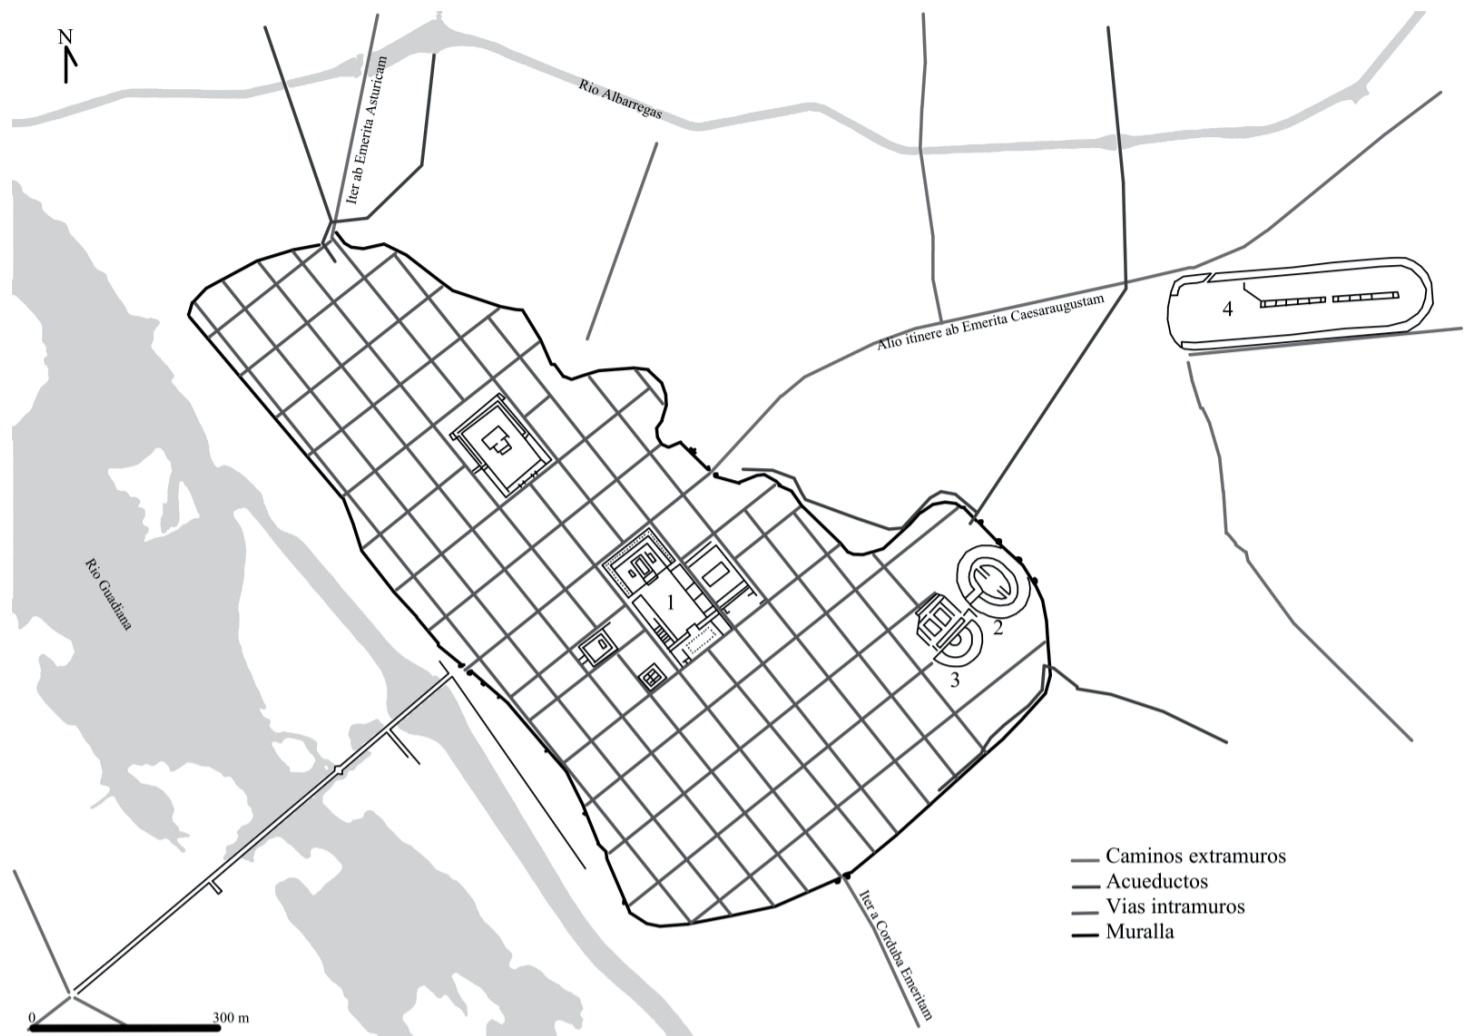 N
Iter ab Emerita Asturicam
Rio Albarregas
Alio itinere ab Emerita Caesaraugustam
4
Rio Guadiana
1
2
3
Iter a Corduba Emeritam
Caminos extramuros
Acueductos
Vias intramuros
Muralla
0 300 m